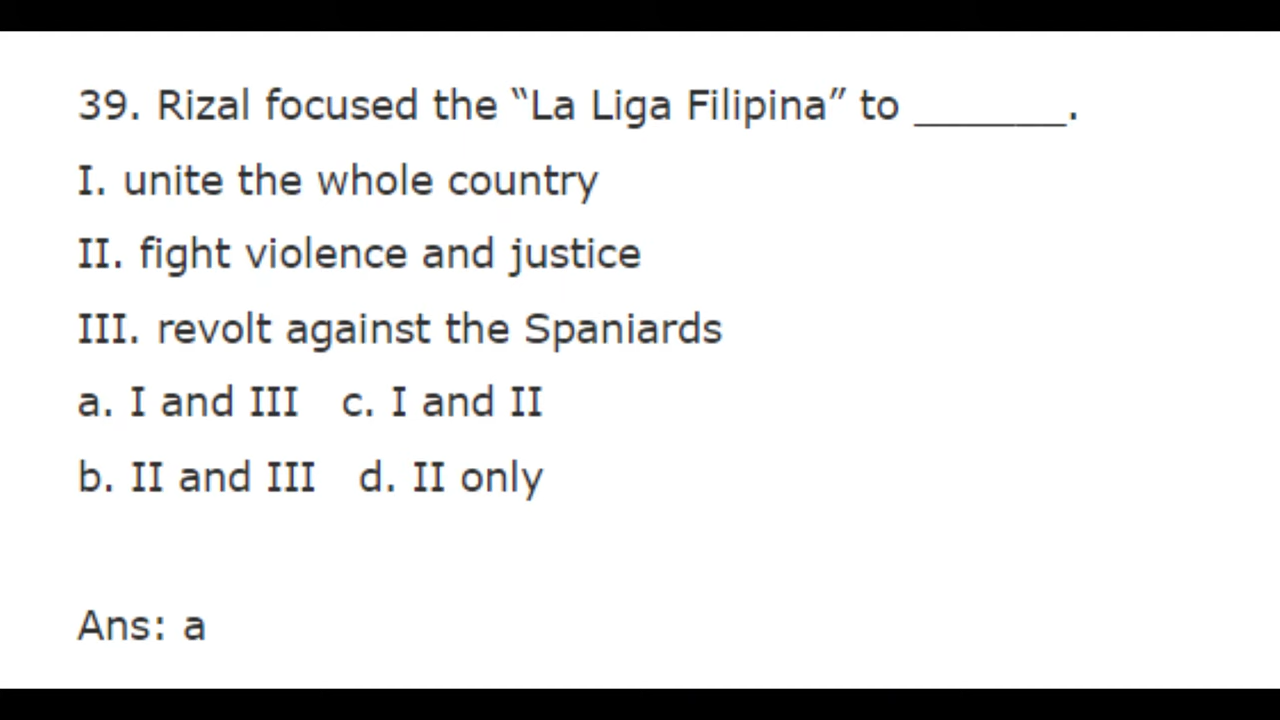 39. Rizal focused the “La Liga Filipina” to _______.
I. unite the whole country
II. fight violence and justice
III. revolt against the Spaniards
a. I and III   c. I and II
b. II and III   d. II only
Ans: a